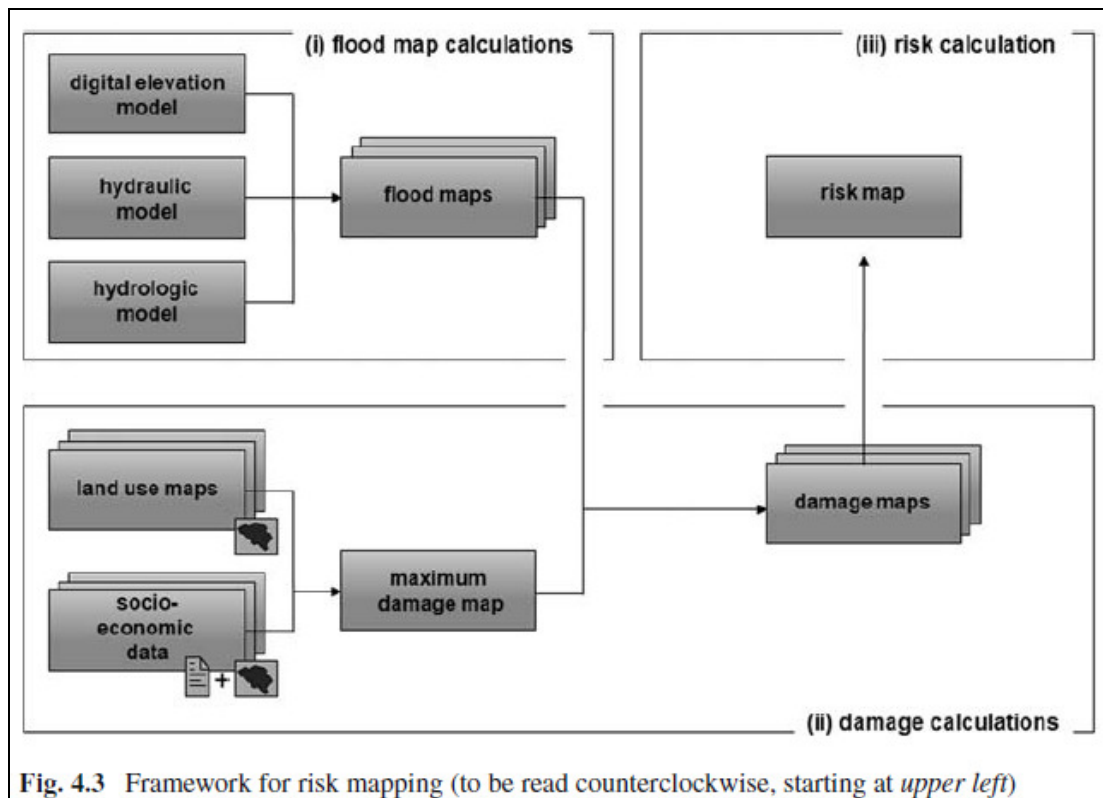 (i) flood map calculations
digital elevation
model
hydraulic
model
hydrologic
model
flood maps
(iii) risk calculation
risk map
land use maps
socio-
economic
data
+
maximum
damage map
damage maps
(ii) damage calculations
Fig. 4.3 Framework for risk mapping (to be read counterclockwise, starting at upper left)